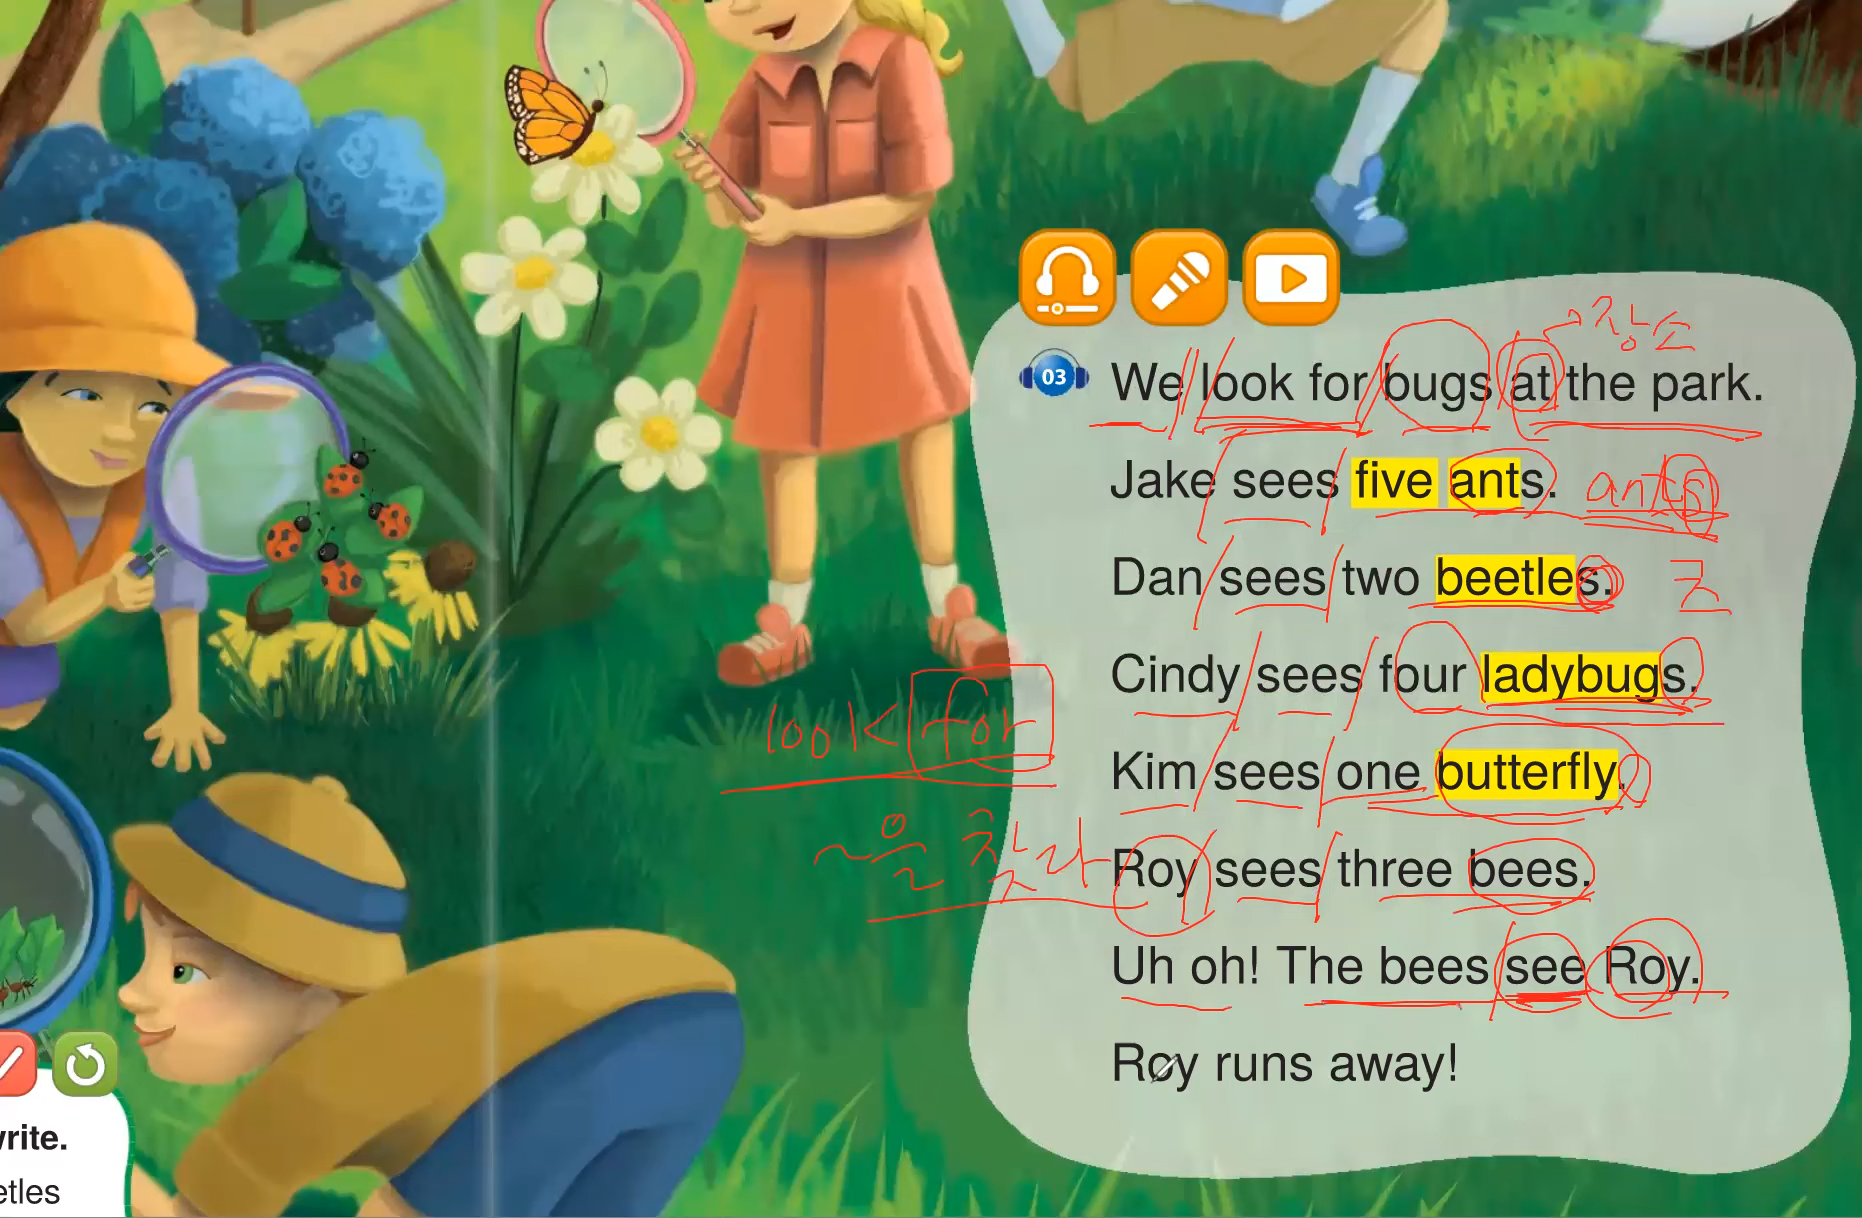 장소
03 We look for bugs at the park.
Jake sees five ants. ants
Dan sees two beetles. z
Cindy sees four ladybugs.
look for
Kim sees one butterfly.
~을 찾다
Roy sees three bees.
Uh oh! The bees see Roy.
Roy runs away!
write.
etles